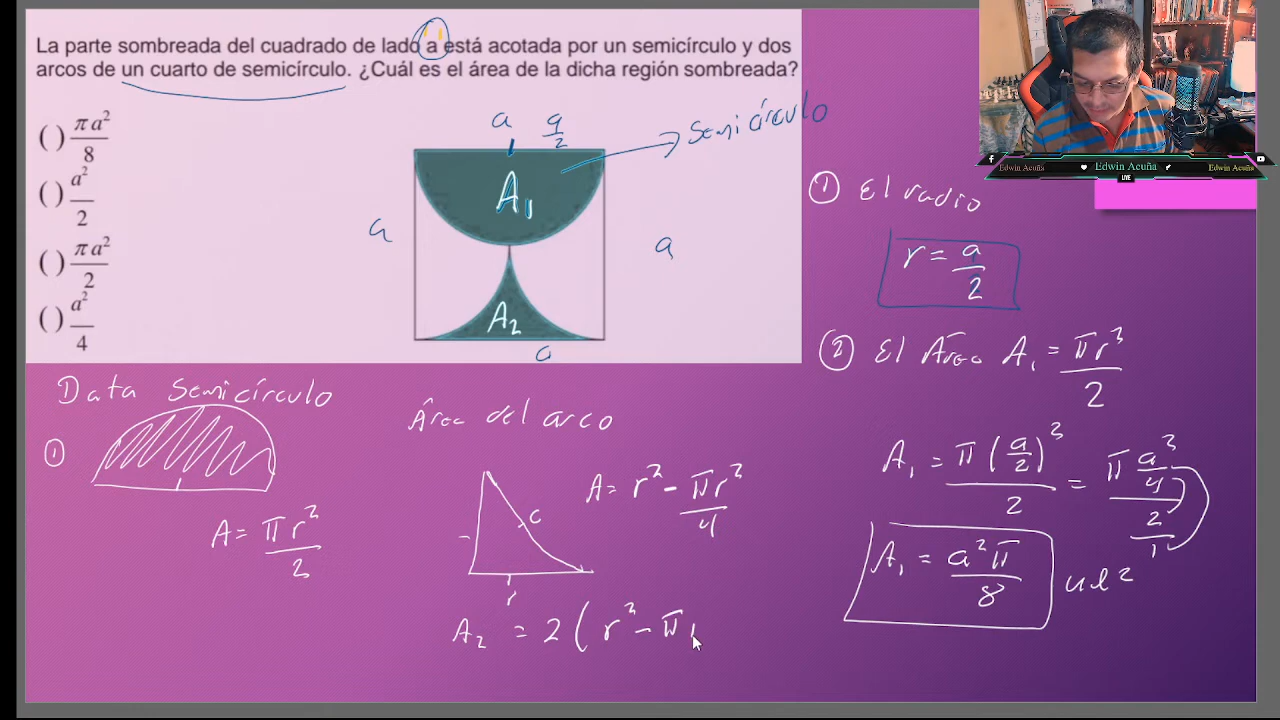 La parte sombreada del cuadrado de lado a está acotada por un semicírculo y dos
arcos de un cuarto de semicírculo. ¿Cuál es el área de la dicha región sombreada?
( ) πa²/8
( ) a²/2
( ) πa²/2
( ) a²/4
a a/2
Semicírculo
A₁
a
a
A₂
a
Edwin Acuña Edwin Acuña Edwin Acuña
LIVE
① El radio
r = a/2
② El Área A₁ = πr²/2
A₁ = π(a/2)²/2 = π a²/4 / 2/1
A₁ = a²π/8 ul²
Data Semicírculo
①
A = πr²/2
Área del arco
A = r² - πr²/4
c
r
A₂ = 2( r² - π